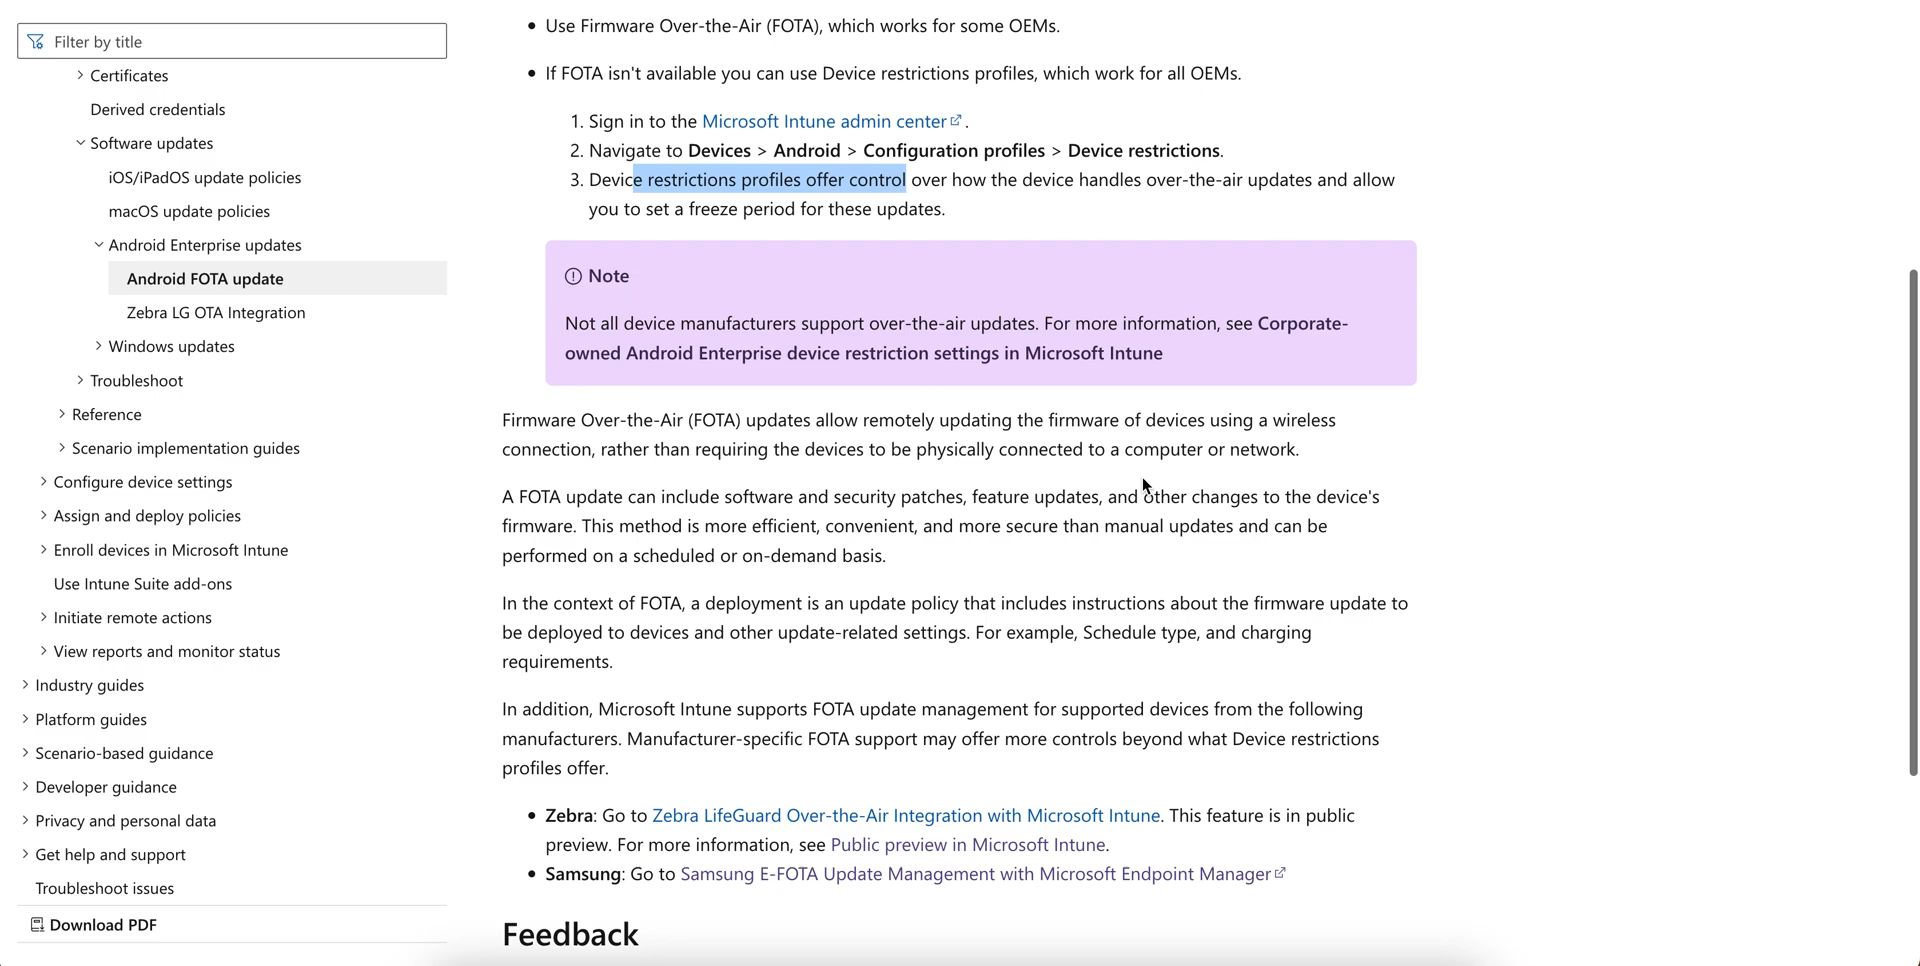 Filter by title
Certificates
Derived credentials
Software updates
iOS/iPadOS update policies
macOS update policies
Android Enterprise updates
Android FOTA update
Zebra LG OTA Integration
Windows updates
Troubleshoot
Reference
Scenario implementation guides
Configure device settings
Assign and deploy policies
Enroll devices in Microsoft Intune
Use Intune Suite add-ons
Initiate remote actions
View reports and monitor status
Industry guides
Platform guides
Scenario-based guidance
Developer guidance
Privacy and personal data
Get help and support
Troubleshoot issues
Download PDF
• Use Firmware Over-the-Air (FOTA), which works for some OEMs.
• If FOTA isn't available you can use Device restrictions profiles, which work for all OEMs.
1. Sign in to the Microsoft Intune admin center.
2. Navigate to Devices > Android > Configuration profiles > Device restrictions.
3. Device restrictions profiles offer control over how the device handles over-the-air updates and allow
you to set a freeze period for these updates.
Note
Not all device manufacturers support over-the-air updates. For more information, see Corporate-
owned Android Enterprise device restriction settings in Microsoft Intune
Firmware Over-the-Air (FOTA) updates allow remotely updating the firmware of devices using a wireless
connection, rather than requiring the devices to be physically connected to a computer or network.
A FOTA update can include software and security patches, feature updates, and other changes to the device's
firmware. This method is more efficient, convenient, and more secure than manual updates and can be
performed on a scheduled or on-demand basis.
In the context of FOTA, a deployment is an update policy that includes instructions about the firmware update to
be deployed to devices and other update-related settings. For example, Schedule type, and charging
requirements.
In addition, Microsoft Intune supports FOTA update management for supported devices from the following
manufacturers. Manufacturer-specific FOTA support may offer more controls beyond what Device restrictions
profiles offer.
• Zebra: Go to Zebra LifeGuard Over-the-Air Integration with Microsoft Intune. This feature is in public
preview. For more information, see Public preview in Microsoft Intune.
• Samsung: Go to Samsung E-FOTA Update Management with Microsoft Endpoint Manager
Feedback